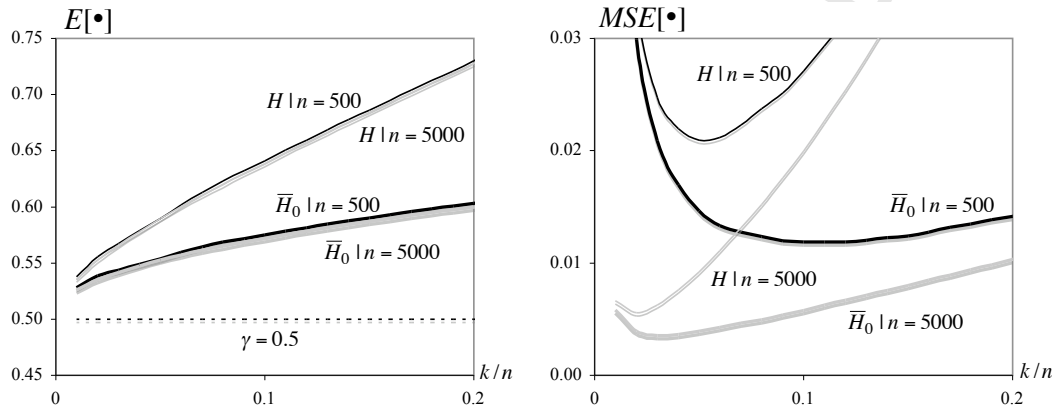 E[•]
0.75
0.70
0.65
0.60
0.55
0.50
0.45
H | n = 500
H | n = 5000
H̅₀ | n = 500
H̅₀ | n = 5000
γ = 0.5
k/n
0
0.1
0.2
MSE[•]
0.03
0.02
0.01
0.00
H | n = 500
H̅₀ | n = 500
H | n = 5000
H̅₀ | n = 5000
k/n
0
0.1
0.2